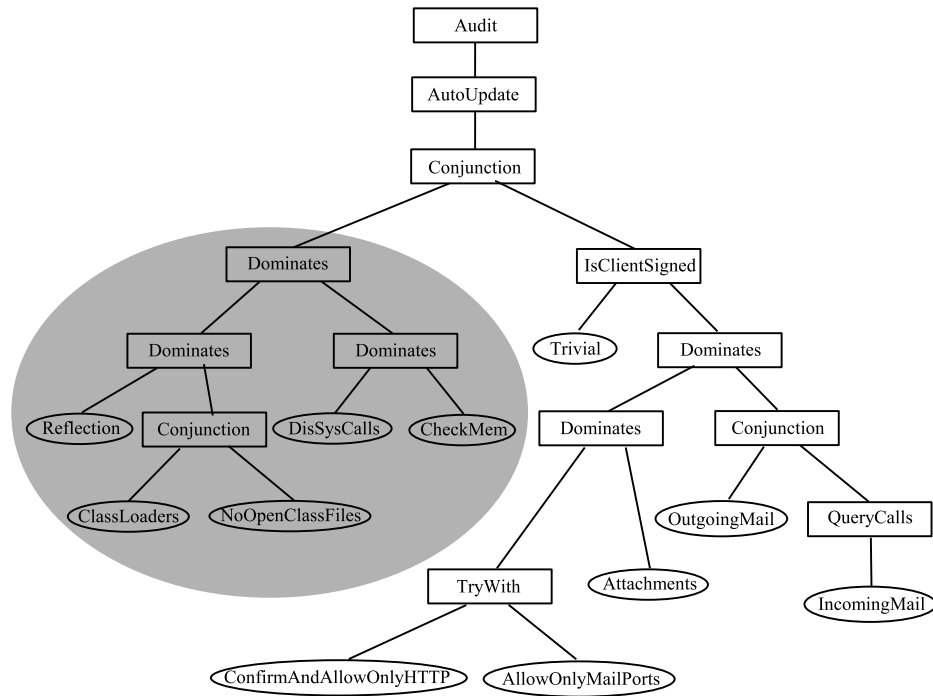 Audit
AutoUpdate
Conjunction
Dominates
IsClientSigned
Dominates
Dominates
Trivial
Dominates
Reflection
Conjunction
DisSysCalls
CheckMem
Dominates
Conjunction
ClassLoaders
NoOpenClassFiles
OutgoingMail
QueryCalls
TryWith
Attachments
IncomingMail
ConfirmAndAllowOnlyHTTP
AllowOnlyMailPorts